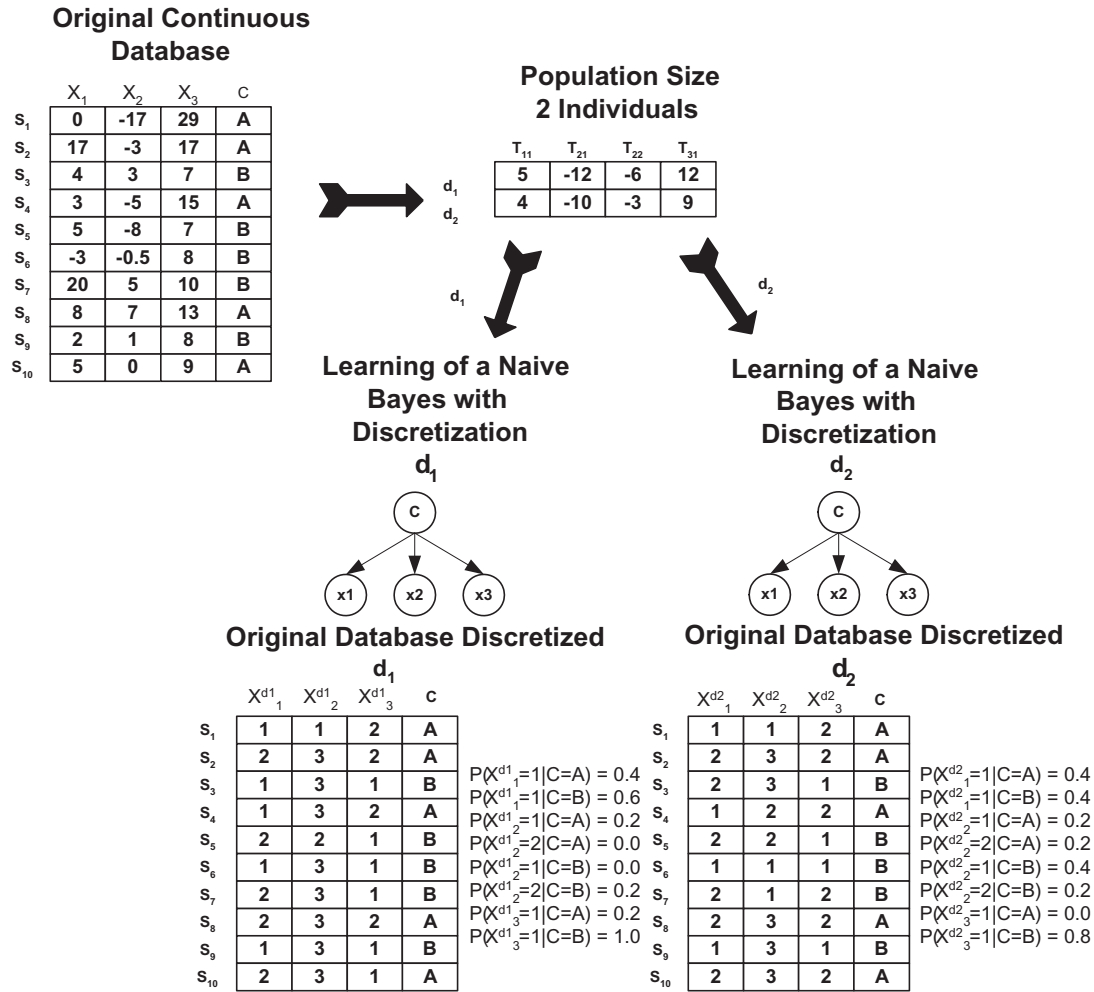 Original Continuous
Database
X1 X2 X3 C
S1 0 -17 29 A
S2 17 -3 17 A
S3 4 3 7 B
S4 3 -5 15 A
S5 5 -8 7 B
S6 -3 -0.5 8 B
S7 20 5 10 B
S8 8 7 13 A
S9 2 1 8 B
S10 5 0 9 A
Population Size
2 Individuals
T11 T21 T22 T31
d1 5 -12 -6 12
d2 4 -10 -3 9
d1
d2
Learning of a Naive
Bayes with
Discretization
d1
C
x1 x2 x3
Original Database Discretized
d1
Xd11 Xd12 Xd13 C
S1 1 1 2 A
S2 2 3 2 A
S3 1 3 1 B
S4 1 3 2 A
S5 2 2 1 B
S6 1 3 1 B
S7 2 3 1 B
S8 2 3 2 A
S9 1 3 1 B
S10 2 3 1 A
P(Xd11=1|C=A) = 0.4
P(Xd11=1|C=B) = 0.6
P(Xd12=1|C=A) = 0.2
P(Xd12=2|C=A) = 0.0
P(Xd12=1|C=B) = 0.0
P(Xd12=2|C=B) = 0.2
P(Xd13=1|C=A) = 0.2
P(Xd13=1|C=B) = 1.0
Learning of a Naive
Bayes with
Discretization
d2
C
x1 x2 x3
Original Database Discretized
d2
Xd21 Xd22 Xd23 C
S1 1 1 2 A
S2 2 3 2 A
S3 2 3 1 B
S4 1 2 2 A
S5 2 2 1 B
S6 1 1 1 B
S7 2 1 2 B
S8 2 3 2 A
S9 1 3 1 B
S10 2 3 2 A
P(Xd21=1|C=A) = 0.4
P(Xd21=1|C=B) = 0.4
P(Xd22=1|C=A) = 0.2
P(Xd22=2|C=A) = 0.2
P(Xd22=1|C=B) = 0.4
P(Xd22=2|C=B) = 0.2
P(Xd23=1|C=A) = 0.0
P(Xd23=1|C=B) = 0.8